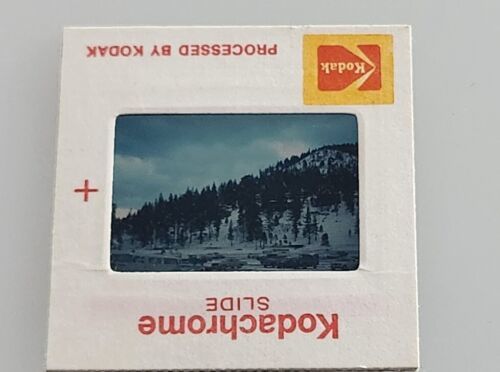 Kodachrome
SLIDE
+
Kodak
PROCESSED BY KODAK